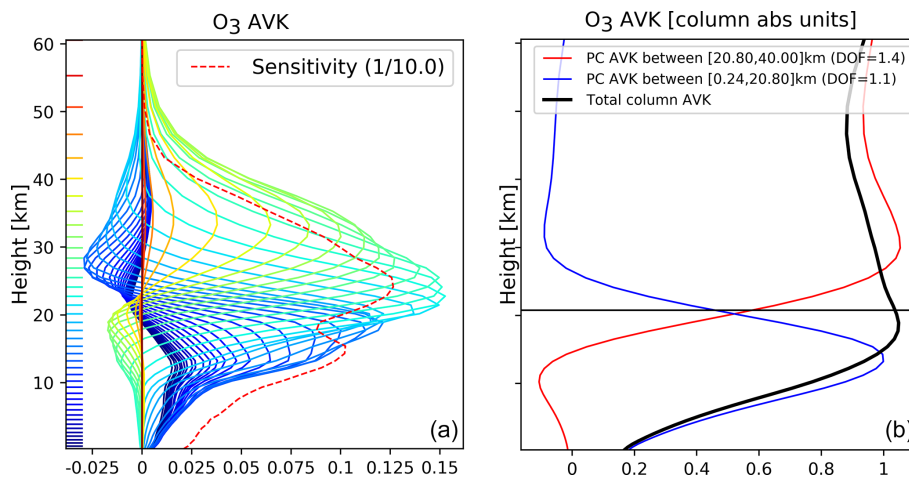 O3 AVK
Sensitivity (1/10.0)
Height [km]
60
50
40
30
20
10
-0.025
0
0.025
0.05
0.075
0.1
0.125
0.15
(a)
O3 AVK [column abs units]
PC AVK between [20.80,40.00]km (DOF=1.4)
PC AVK between [0.24,20.80]km (DOF=1.1)
Total column AVK
Height [km]
0
0.2
0.4
0.6
0.8
1
(b)